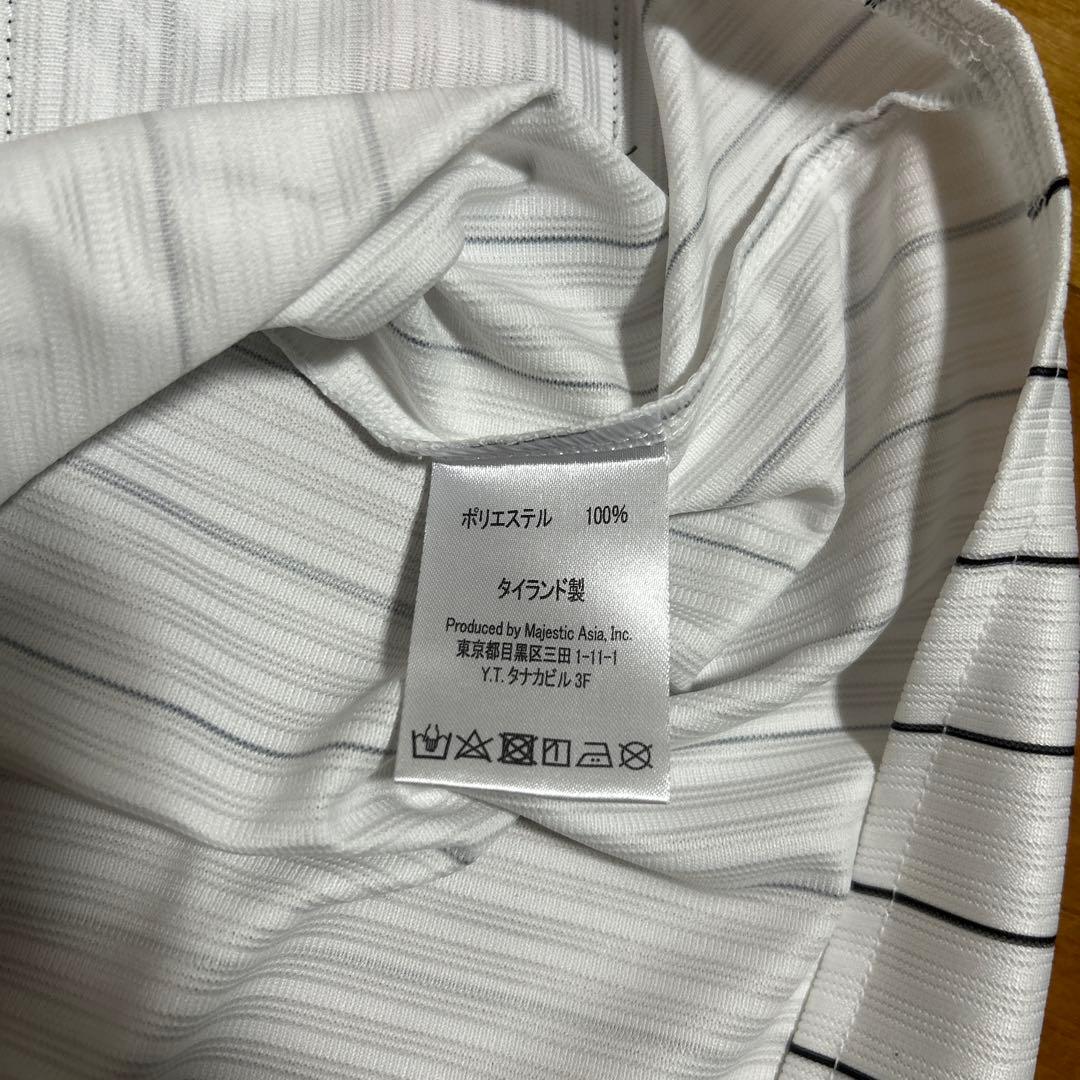 ポリエステル 100%
タイランド製
Produced by Majestic Asia, Inc.
東京都目黒区三田 1-11-1
Y.T. タナカビル 3F